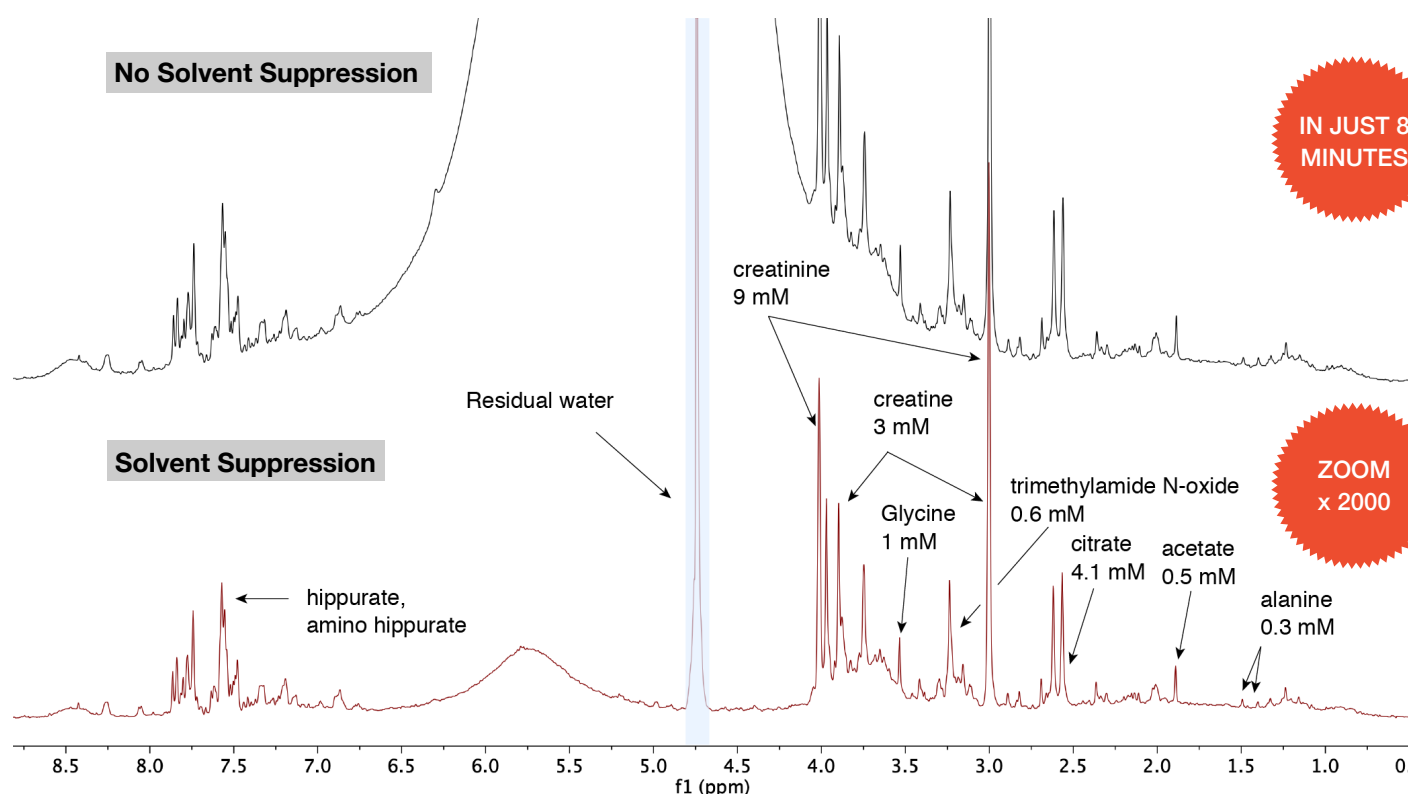 No Solvent Suppression
IN JUST 8
MINUTES
creatinine
9 mM
Residual water
creatine
3 mM
Solvent Suppression
ZOOM
x 2000
trimethylamide N-oxide
0.6 mM
Glycine
1 mM
citrate
4.1 mM
acetate
0.5 mM
alanine
0.3 mM
hippurate,
amino hippurate
8.5 8.0 7.5 7.0 6.5 6.0 5.5 5.0 4.5 4.0 3.5 3.0 2.5 2.0 1.5 1.0 0.
f1 (ppm)